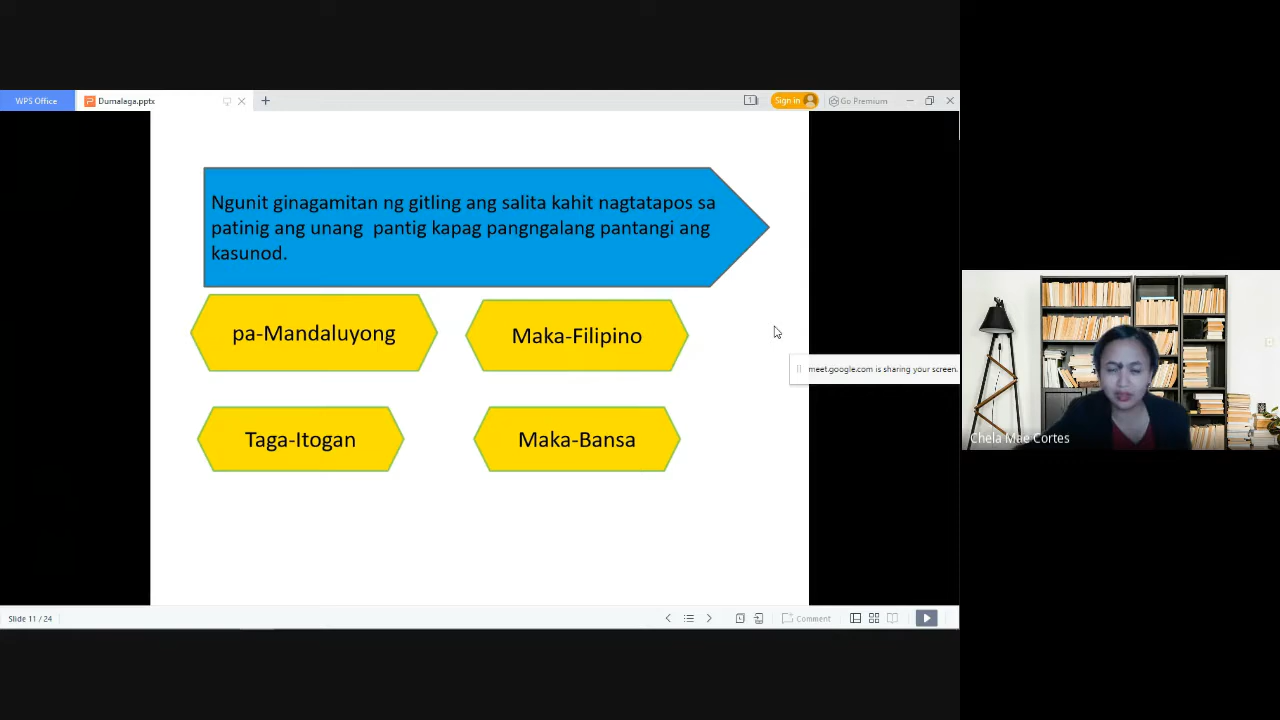 WPS Office
Dumalaga.pptx
Sign in
Go Premium
Ngunit ginagamitan ng gitling ang salita kahit nagtatapos sa
patinig ang unang pantig kapag pangngalang pantangi ang
kasunod.
pa-Mandaluyong
Maka-Filipino
Taga-Itogan
Maka-Bansa
meet.google.com is sharing your screen.
Chela Mae Cortes
Slide 11 / 24
Comment